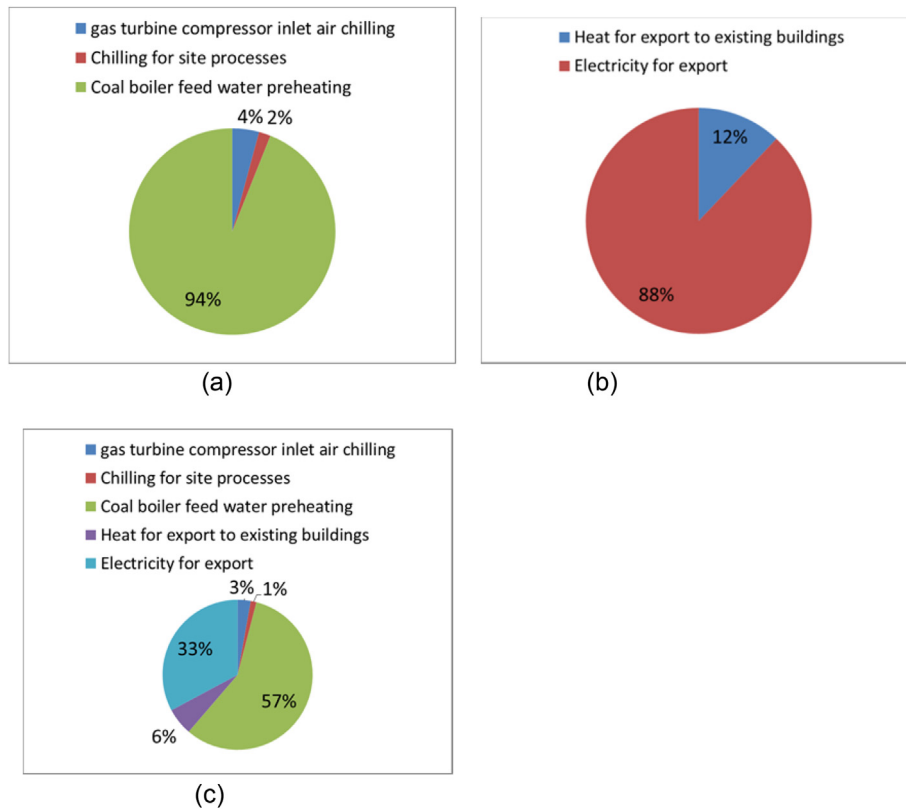 gas turbine compressor inlet air chilling
Chilling for site processes
Coal boiler feed water preheating
4% 2%
94%
(a)
Heat for export to existing buildings
Electricity for export
12%
88%
(b)
gas turbine compressor inlet air chilling
Chilling for site processes
Coal boiler feed water preheating
Heat for export to existing buildings
Electricity for export
3% 1%
33%
57%
6%
(c)